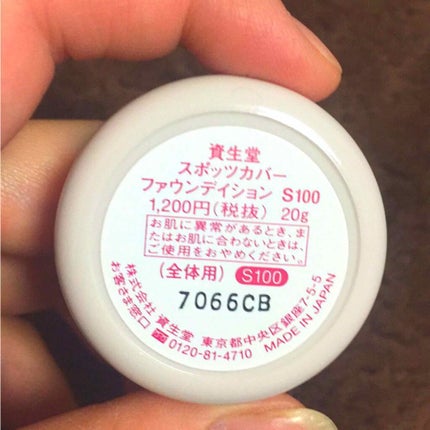 資生堂
スポッツカバー
ファウンデイション S100
1,200円(税抜) 20g
お肌に異常があるとき、ま
たはお肌に合わないときは、
ご使用をおやめください。
(全体用) S100
7066CB
株式会社 資生堂 東京都中央区銀座7-5-5
お客さま窓口 0120-81-4710 MADE IN JAPAN